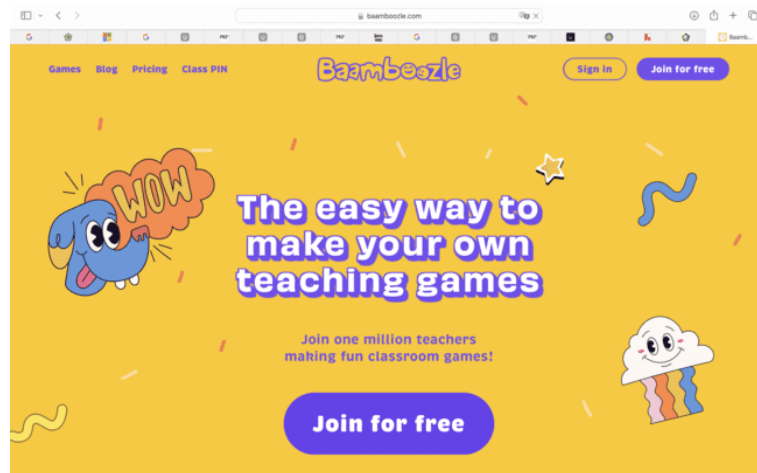 baamboozle.com
Baamb...
Games Blog Pricing Class PIN
Baamboozle
Sign in
Join for free
WOW
The easy way to
make your own
teaching games
Join one million teachers
making fun classroom games!
Join for free